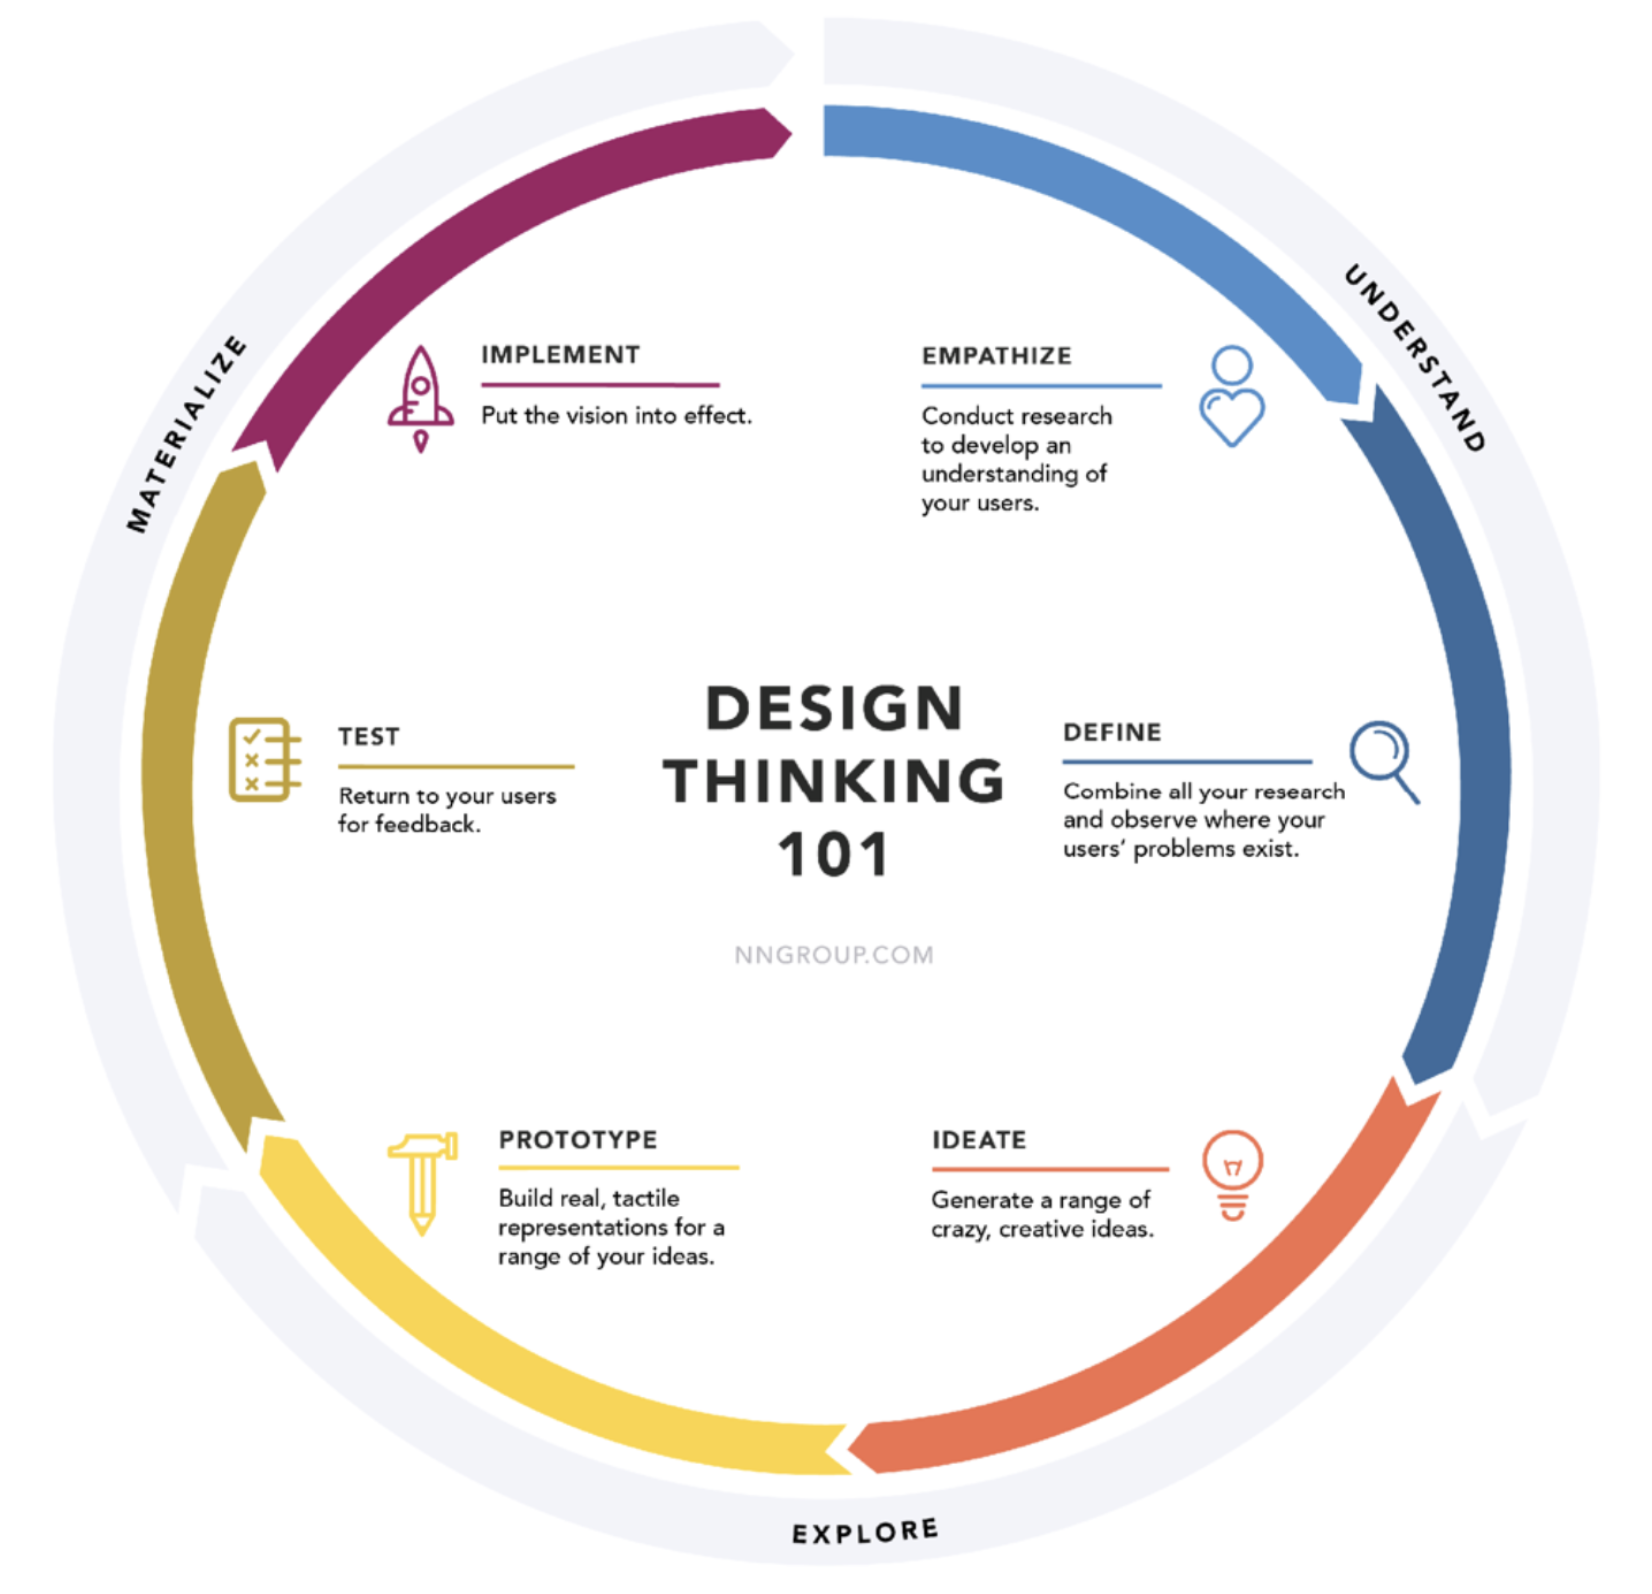 DESIGN
THINKING
101
NNGROUP.COM
UNDERSTAND
EMPATHIZE
Conduct research
to develop an
understanding of
your users.
DEFINE
Combine all your research
and observe where your
users’ problems exist.
EXPLORE
IDEATE
Generate a range of
crazy, creative ideas.
PROTOTYPE
Build real, tactile
representations for a
range of your ideas.
MATERIALIZE
TEST
Return to your users
for feedback.
IMPLEMENT
Put the vision into effect.